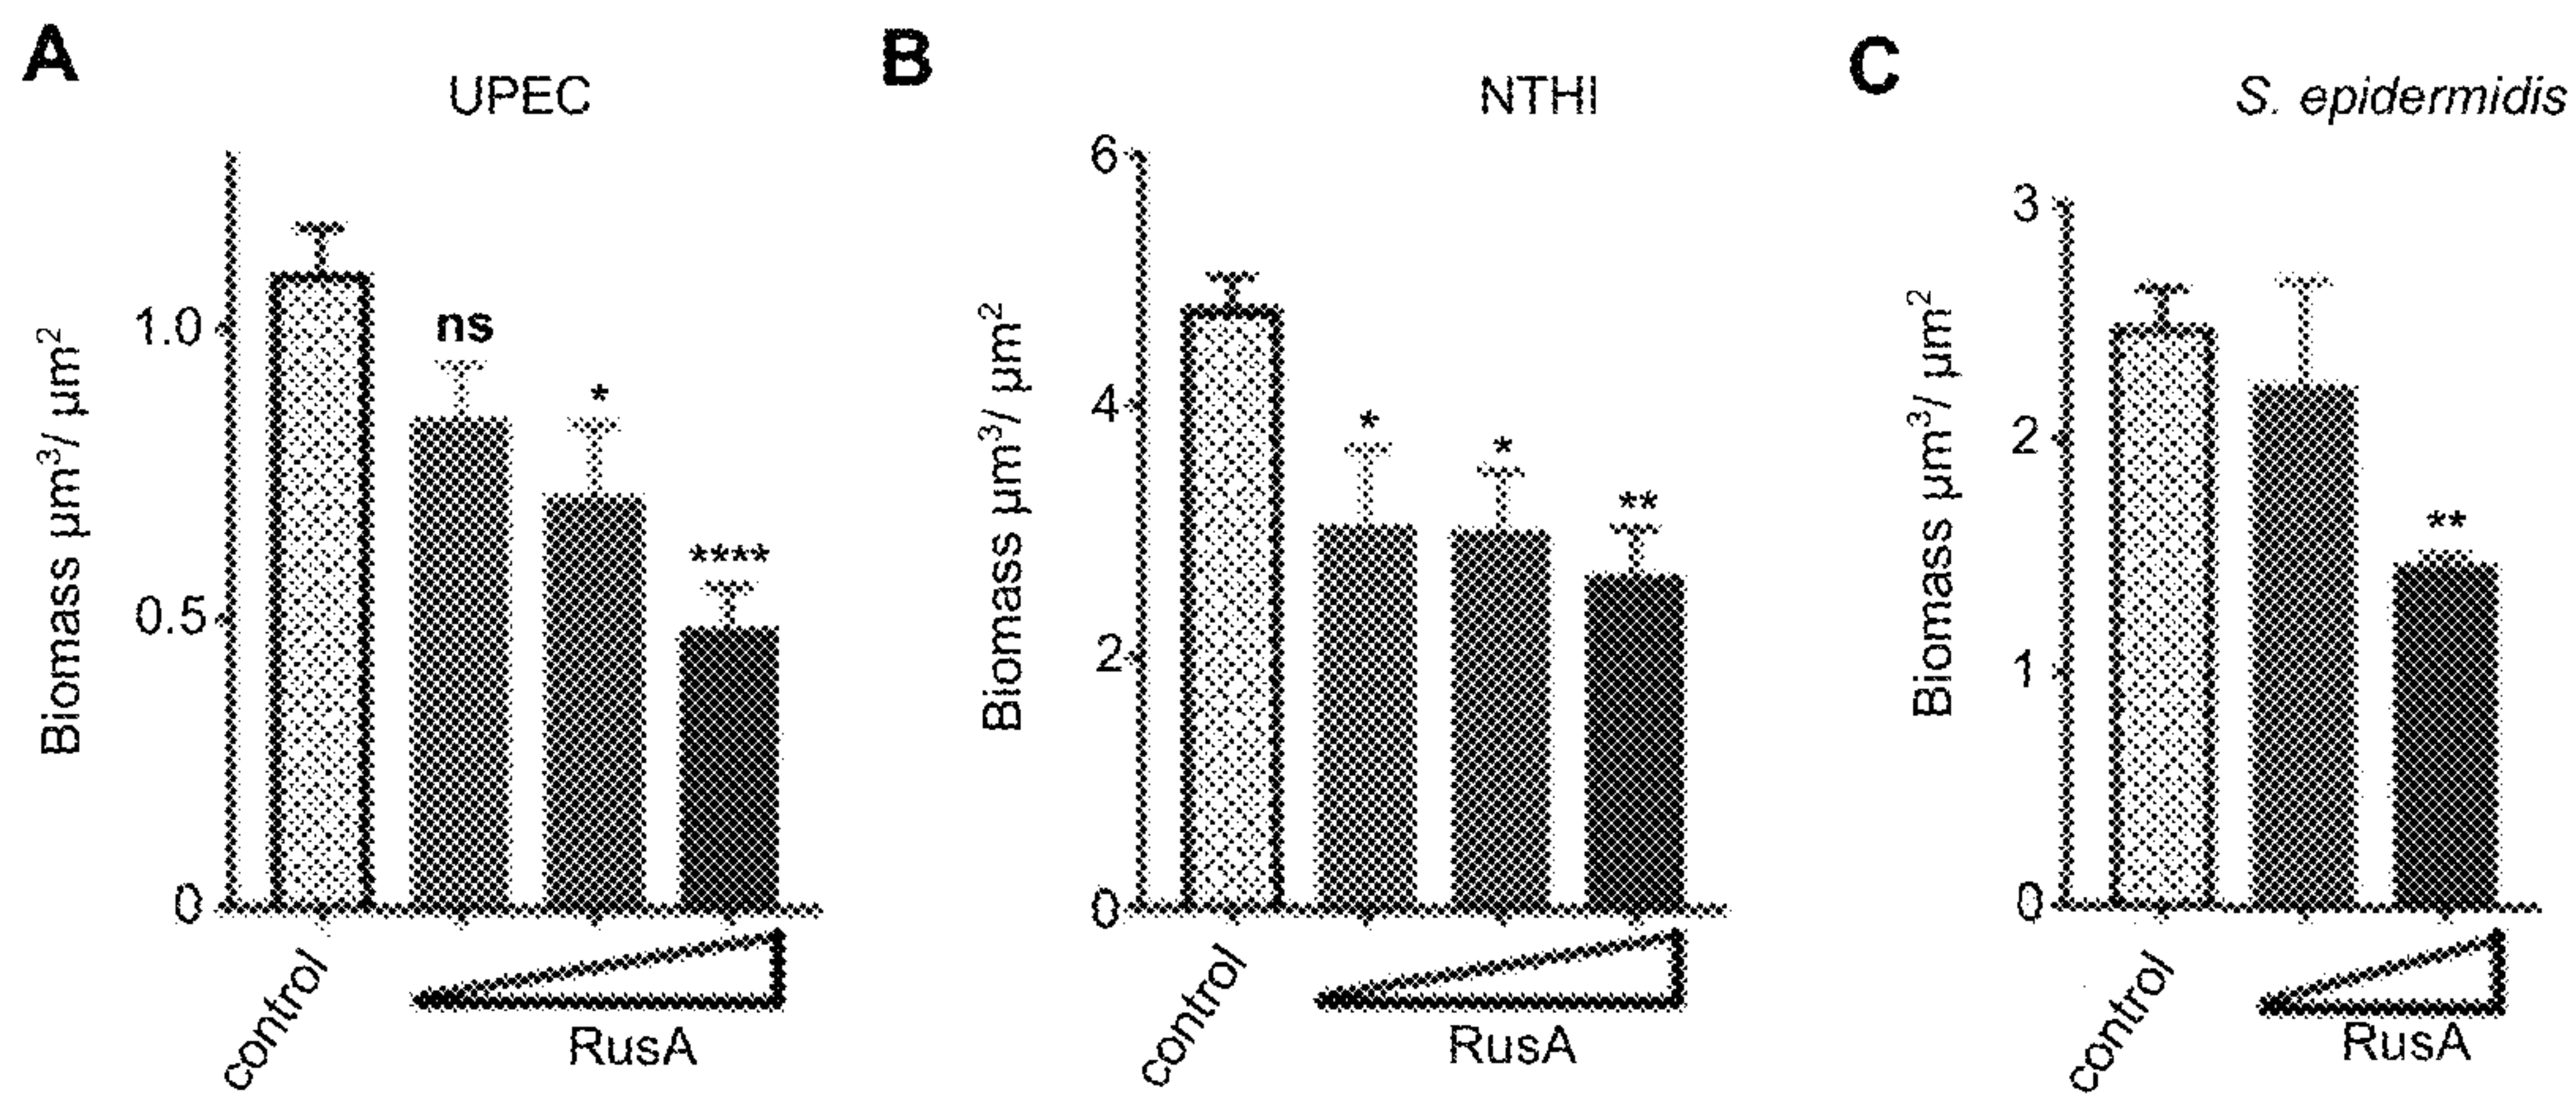 A
UPEC
Biomass µm³/ µm²
1.0
0.5
0
ns
*
****
control
RusA
B
NTHI
Biomass µm³/ µm²
6
4
2
0
*
*
**
control
RusA
C
S. epidermidis
Biomass µm³/ µm²
3
2
1
0
**
control
RusA